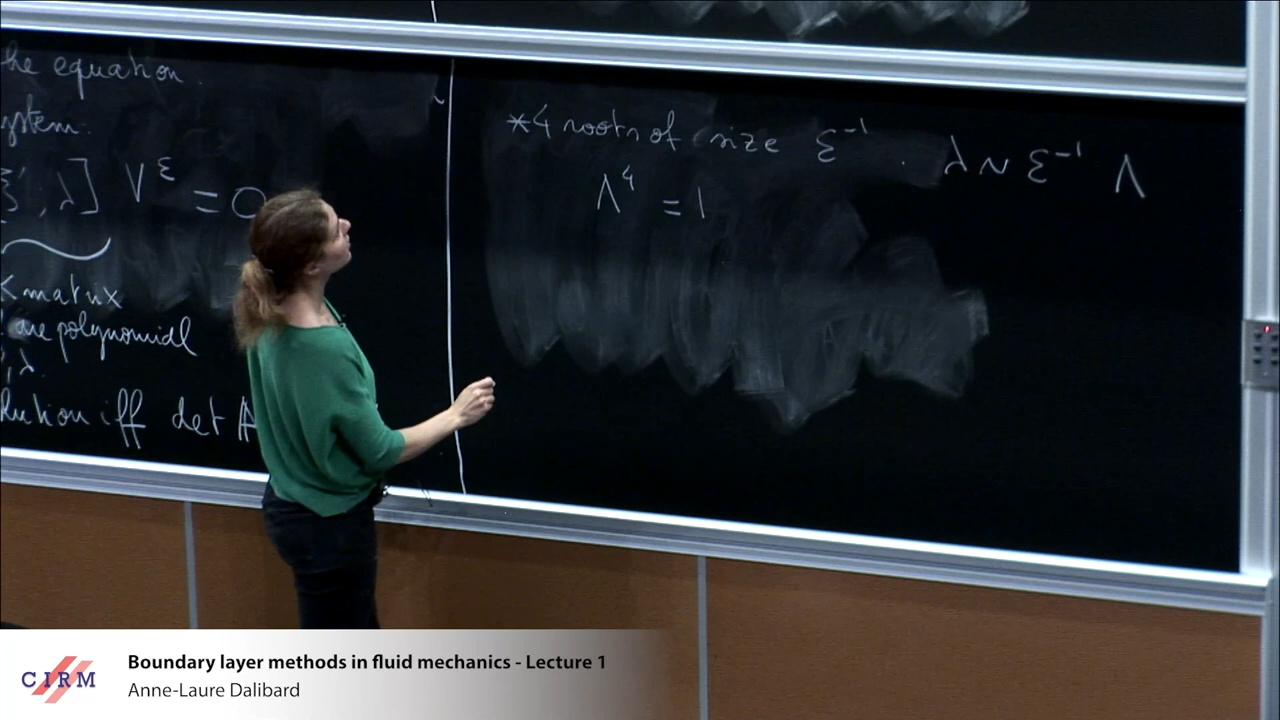 he equation.
ystem.
ξ', λ] V^ε = 0
x matrix
are polynomial
, λ.
lution iff det A
*4 roots of size ε^{-1}. λ ~ ε^{-1} Λ
Λ^4 = 1
CIRM
Boundary layer methods in fluid mechanics - Lecture 1
Anne-Laure Dalibard